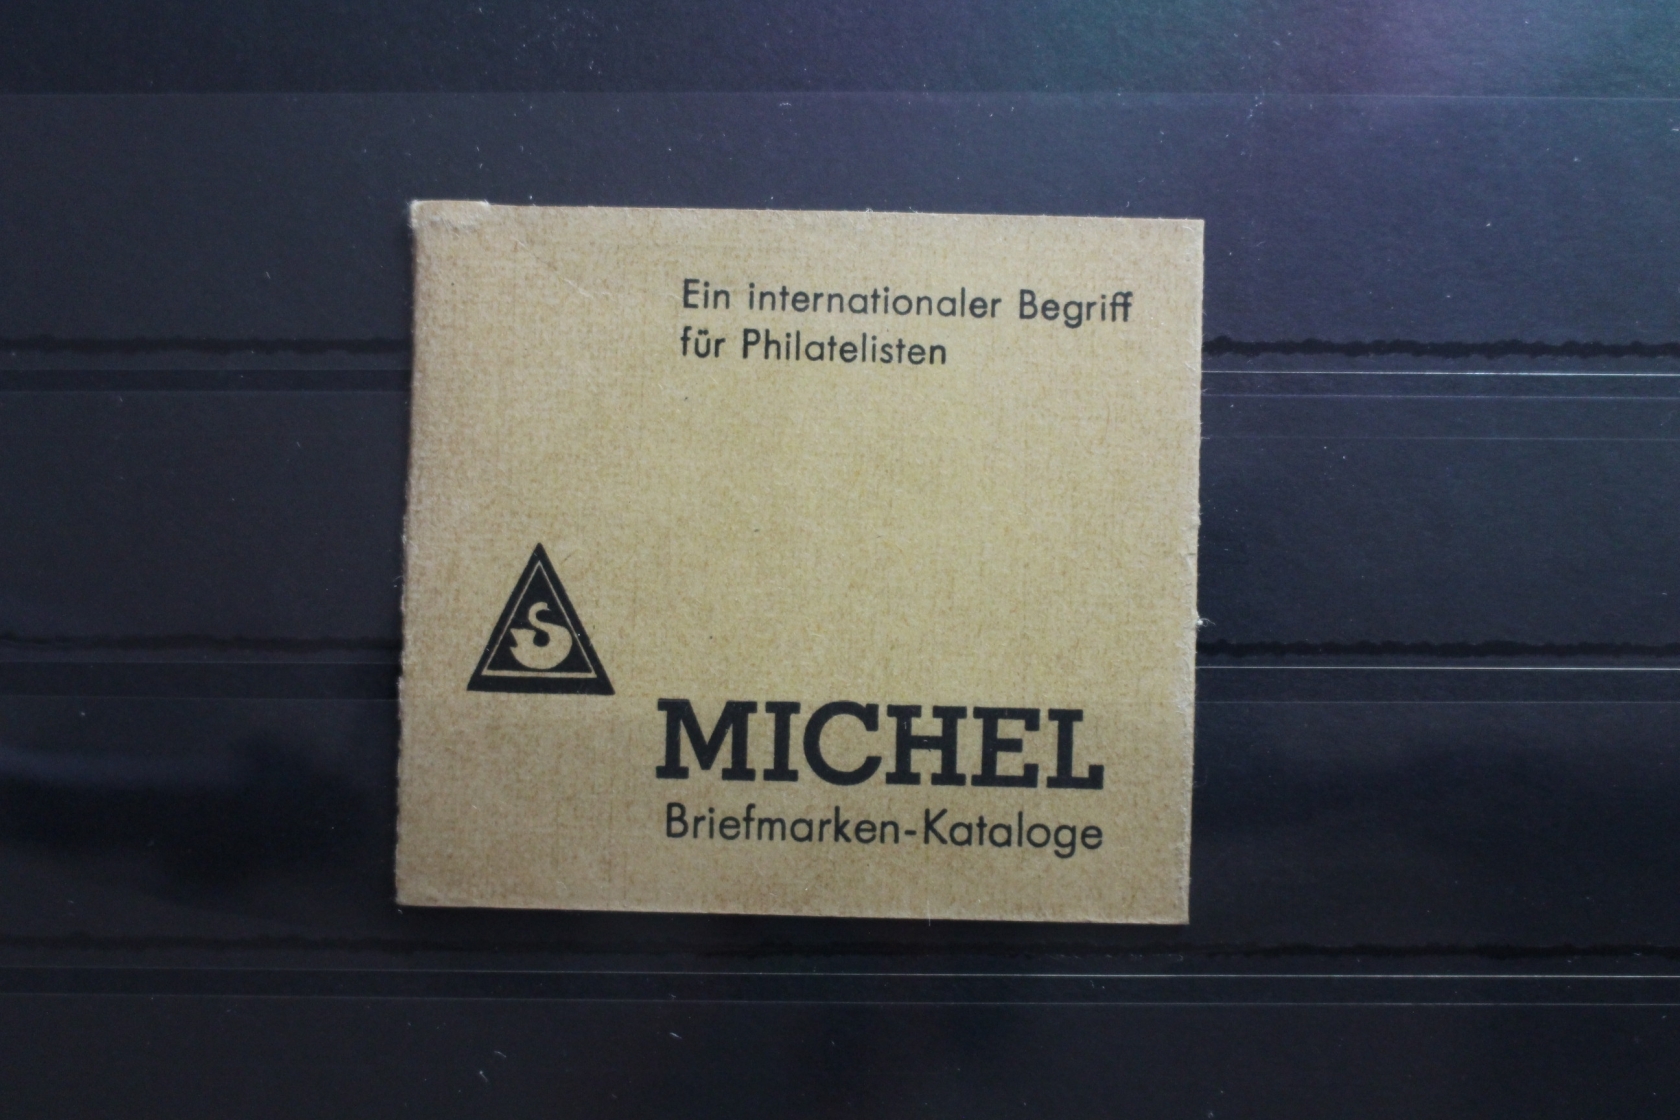 Ein internationaler Begriff
für Philatelisten
MICHEL
Briefmarken-Kataloge